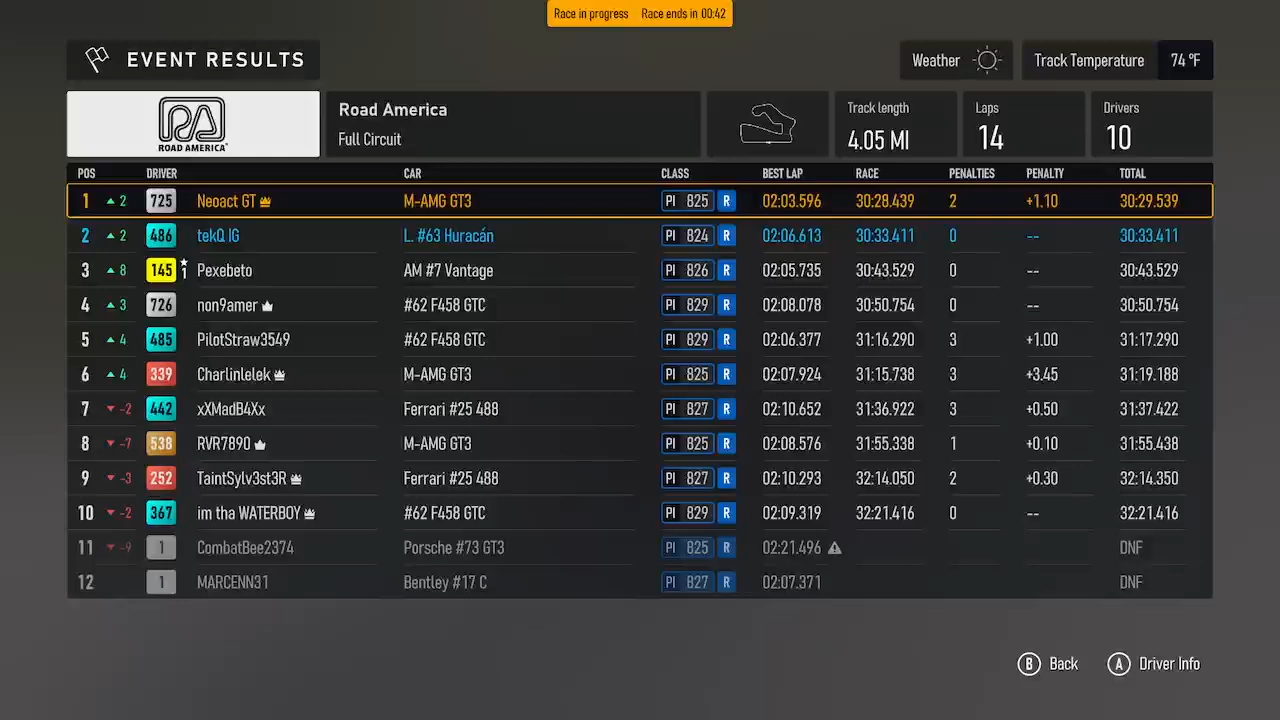 Race in progress Race ends in 00:42
EVENT RESULTS
Weather Track Temperature 74 °F
RA
ROAD AMERICA
Road America
Full Circuit
Track length
4.05 MI
Laps
14
Drivers
10
POS DRIVER CAR CLASS BEST LAP RACE PENALTIES PENALTY TOTAL
1 ▲ 2 725 Neoact GT M-AMG GT3 PI 825 R 02:03.596 30:28.439 2 +1.10 30:29.539
2 ▲ 2 486 tekQ IG L. #63 Huracán PI 824 R 02:06.613 30:33.411 0 -- 30:33.411
3 ▲ 8 145 1 Pexebeto AM #7 Vantage PI 826 R 02:05.735 30:43.529 0 -- 30:43.529
4 ▲ 3 726 non9amer #62 F458 GTC PI 829 R 02:08.078 30:50.754 0 -- 30:50.754
5 ▲ 4 485 PilotStraw3549 #62 F458 GTC PI 829 R 02:06.377 31:16.290 3 +1.00 31:17.290
6 ▲ 4 339 Charlinlelek M-AMG GT3 PI 825 R 02:07.924 31:15.738 3 +3.45 31:19.188
7 ▼ -2 442 xXMadB4Xx Ferrari #25 488 PI 827 R 02:10.652 31:36.922 3 +0.50 31:37.422
8 ▼ -7 538 RVR7890 M-AMG GT3 PI 825 R 02:08.576 31:55.338 1 +0.10 31:55.438
9 ▼ -3 252 TaintSylv3st3R Ferrari #25 488 PI 827 R 02:10.293 32:14.050 2 +0.30 32:14.350
10 ▼ -2 367 im tha WATERBOY #62 F458 GTC PI 829 R 02:09.319 32:21.416 0 -- 32:21.416
11 ▼ -9 1 CombatBee2374 Porsche #73 GT3 PI 825 R 02:21.496 DNF
12 1 MARCENN31 Bentley #17 C PI 827 R 02:07.371 DNF
B Back A Driver Info